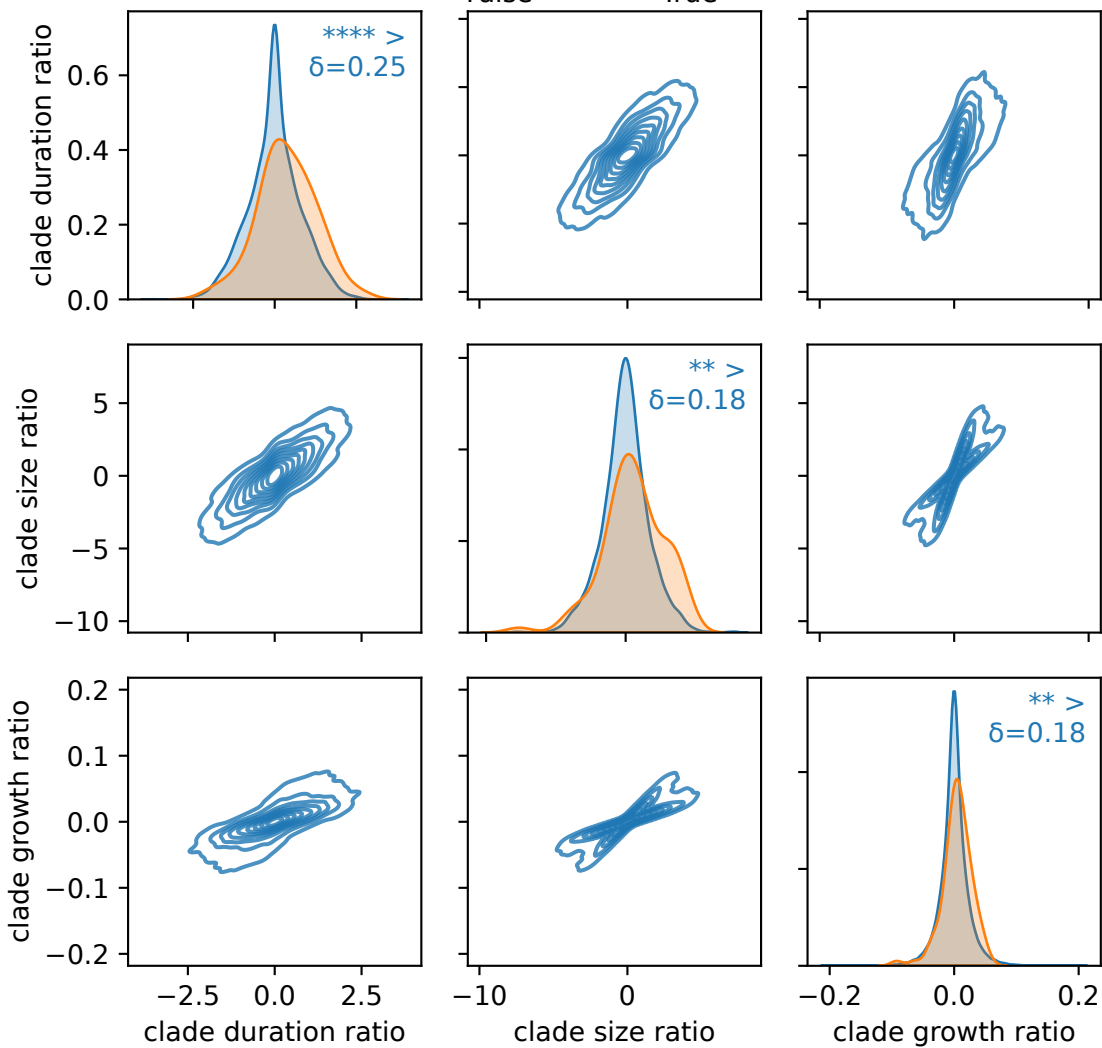 True
clade duration ratio
0.6
0.4
0.2
0.0
**** >
δ=0.25
clade size ratio
5
0
−5
−10
** >
δ=0.18
clade growth ratio
0.2
0.1
0.0
−0.1
−0.2
** >
δ=0.18
−2.5
0.0
2.5
−10
0
−0.2
0.0
0.2
clade duration ratio
clade size ratio
clade growth ratio